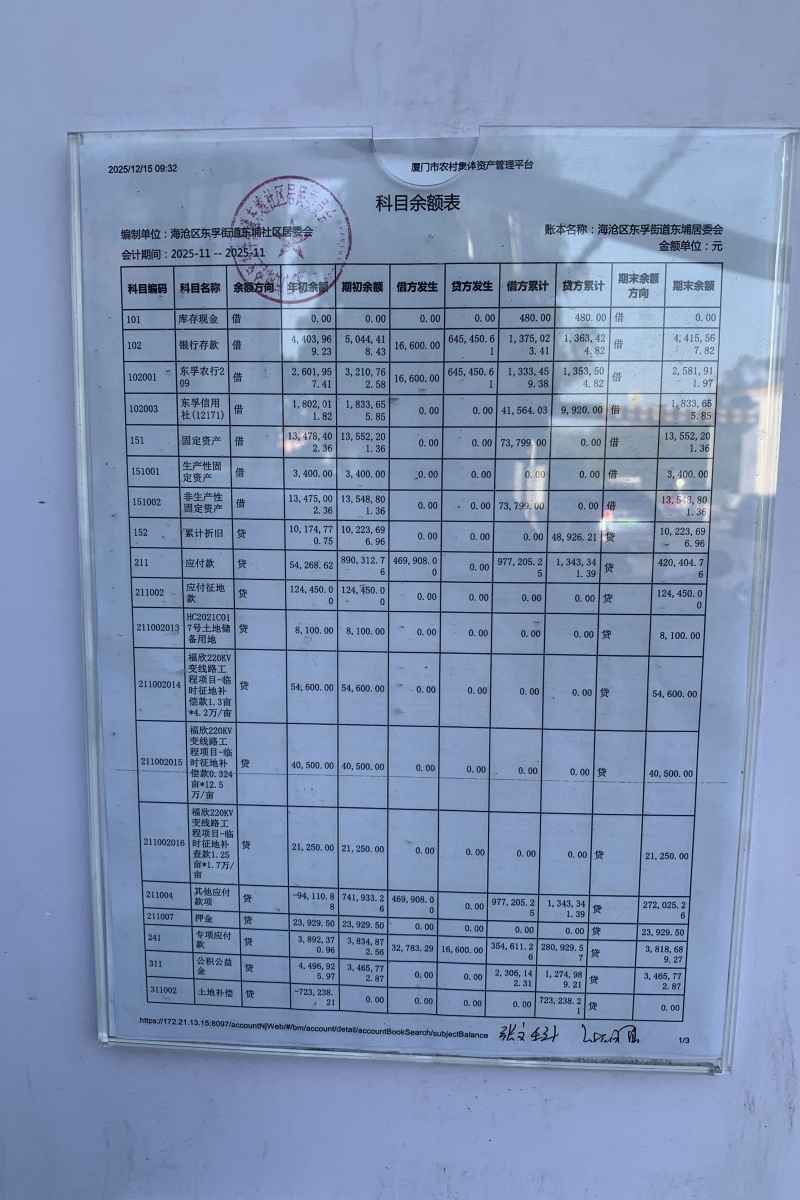 2025/12/15 09:32
厦门市农村集体资产管理平台
科目余额表
编制单位：海沧区东孚街道东埔社区居委会
账本名称：海沧区东孚街道东埔居委会
会计期间：2025-11 -- 2025-11
金额单位：元
科目编码 科目名称 余额方向 年初余额 期初余额 借方发生 贷方发生 借方累计 贷方累计 期末余额方向 期末余额
101 库存现金 借 0.00 0.00 0.00 0.00 480.00 480.00 借 0.00
102 银行存款 借 4,403,969.23 5,044,418.43 16,600.00 645,450.61 1,375,023.41 1,363,424.82 借 4,415,567.82
102001 东孚农行209 借 2,601,957.41 3,210,762.58 16,600.00 645,450.61 1,333,459.38 1,353,504.82 借 2,581,911.97
102003 东孚信用社(12171) 借 1,802,011.82 1,833,655.85 0.00 0.00 41,564.03 9,920.00 借 1,833,655.85
151 固定资产 借 13,478,402.36 13,552,201.36 0.00 0.00 73,799.00 0.00 借 13,552,201.36
151001 生产性固定资产 借 3,400.00 3,400.00 0.00 0.00 0.00 0.00 借 3,400.00
151002 非生产性固定资产 借 13,475,002.36 13,548,801.36 0.00 0.00 73,799.00 0.00 借 13,548,801.36
152 累计折旧 贷 10,174,770.75 10,223,696.96 0.00 0.00 0.00 48,926.21 贷 10,223,696.96
211 应付款 贷 54,268.62 890,312.76 469,908.00 0.00 977,205.25 1,343,341.39 贷 420,404.76
211002 应付征地款 贷 124,450.00 124,450.00 0.00 0.00 0.00 0.00 贷 124,450.00
211002013 HC2021C017号土地储备用地 贷 8,100.00 8,100.00 0.00 0.00 0.00 0.00 贷 8,100.00
211002014 福欣220KV变线路工程项目-临时征地补偿款1.3亩*4.2万/亩 贷 54,600.00 54,600.00 0.00 0.00 0.00 0.00 贷 54,600.00
211002015 福欣220KV变线路工程项目-临时征地补偿款0.324亩*12.5万/亩 贷 40,500.00 40,500.00 0.00 0.00 0.00 0.00 贷 40,500.00
211002016 福欣220KV变线路工程项目-临时征地补查款1.25亩*1.7万/亩 贷 21,250.00 21,250.00 0.00 0.00 0.00 0.00 贷 21,250.00
211004 其他应付款项 贷 -94,110.88 741,933.26 469,908.00 0.00 977,205.25 1,343,341.39 贷 272,025.26
211007 押金 贷 23,929.50 23,929.50 0.00 0.00 0.00 0.00 贷 23,929.50
241 专项应付款 贷 3,892,370.96 3,834,872.56 32,783.29 16,600.00 354,611.26 280,929.57 贷 3,818,689.27
311 公积公益金 贷 4,496,925.97 3,465,772.87 0.00 0.00 2,306,142.31 1,274,989.21 贷 3,465,772.87
311002 土地补偿 贷 -723,238.21 0.00 0.00 0.00 0.00 723,238.21 贷 0.00
https://172.21.13.15:8097/accountNjWeb/#/bm/account/detail/accountBookSearch/subjectBalance
1/3